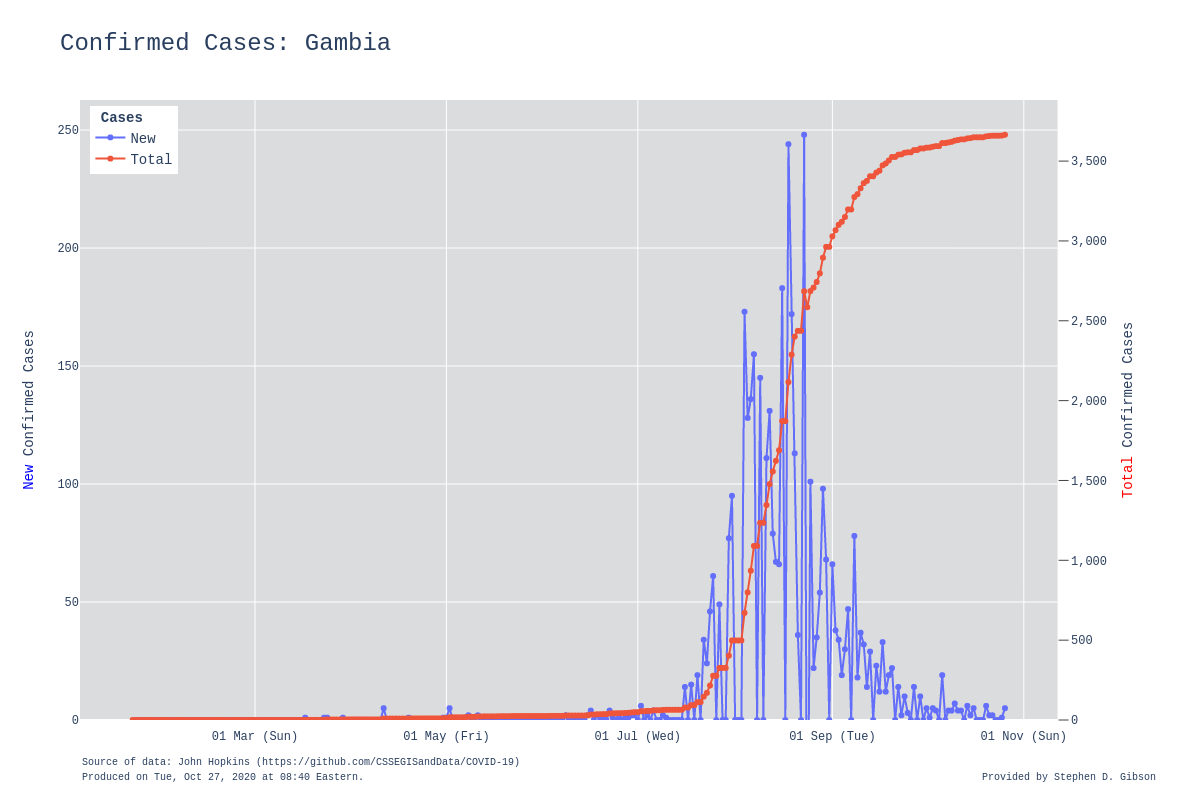 Confirmed Cases: Gambia
Cases
New
Total
250
200
150
100
50
0
3,500
3,000
2,500
2,000
1,500
1,000
500
0
New Confirmed Cases
Total Confirmed Cases
01 Mar (Sun)
01 May (Fri)
01 Jul (Wed)
01 Sep (Tue)
01 Nov (Sun)
Source of data: John Hopkins (https://github.com/CSSEGISandData/COVID-19)
Produced on Tue, Oct 27, 2020 at 08:40 Eastern.
Provided by Stephen D. Gibson